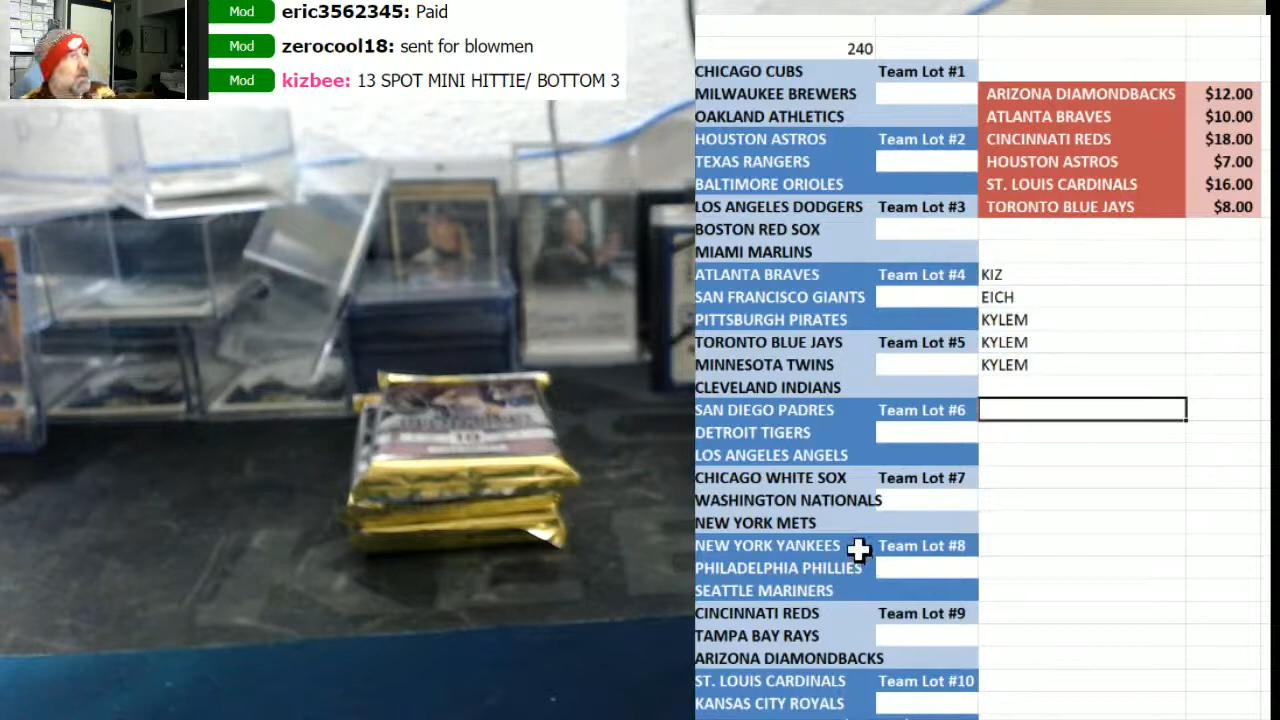 Mod eric3562345: Paid
Mod zerocool18: sent for blowmen
Mod kizbee: 13 SPOT MINI HITTIE/ BOTTOM 3
240
CHICAGO CUBS Team Lot #1
MILWAUKEE BREWERS
OAKLAND ATHLETICS
HOUSTON ASTROS Team Lot #2
TEXAS RANGERS
BALTIMORE ORIOLES
LOS ANGELES DODGERS Team Lot #3
BOSTON RED SOX
MIAMI MARLINS
ATLANTA BRAVES Team Lot #4 KIZ
SAN FRANCISCO GIANTS EICH
PITTSBURGH PIRATES KYLEM
TORONTO BLUE JAYS Team Lot #5 KYLEM
MINNESOTA TWINS KYLEM
CLEVELAND INDIANS
SAN DIEGO PADRES Team Lot #6
DETROIT TIGERS
LOS ANGELS ANGELS
CHICAGO WHITE SOX Team Lot #7
WASHINGTON NATIONALS
NEW YORK METS
NEW YORK YANKEES Team Lot #8
PHILADELPHIA PHILLIES
SEATTLE MARINERS
CINCINNATI REDS Team Lot #9
TAMPA BAY RAYS
ARIZONA DIAMONDBACKS
ST. LOUIS CARDINALS Team Lot #10
KANSAS CITY ROYALS
ARIZONA DIAMONDBACKS $12.00
ATLANTA BRAVES $10.00
CINCINNATI REDS $18.00
HOUSTON ASTROS $7.00
ST. LOUIS CARDINALS $16.00
TORONTO BLUE JAYS $8.00